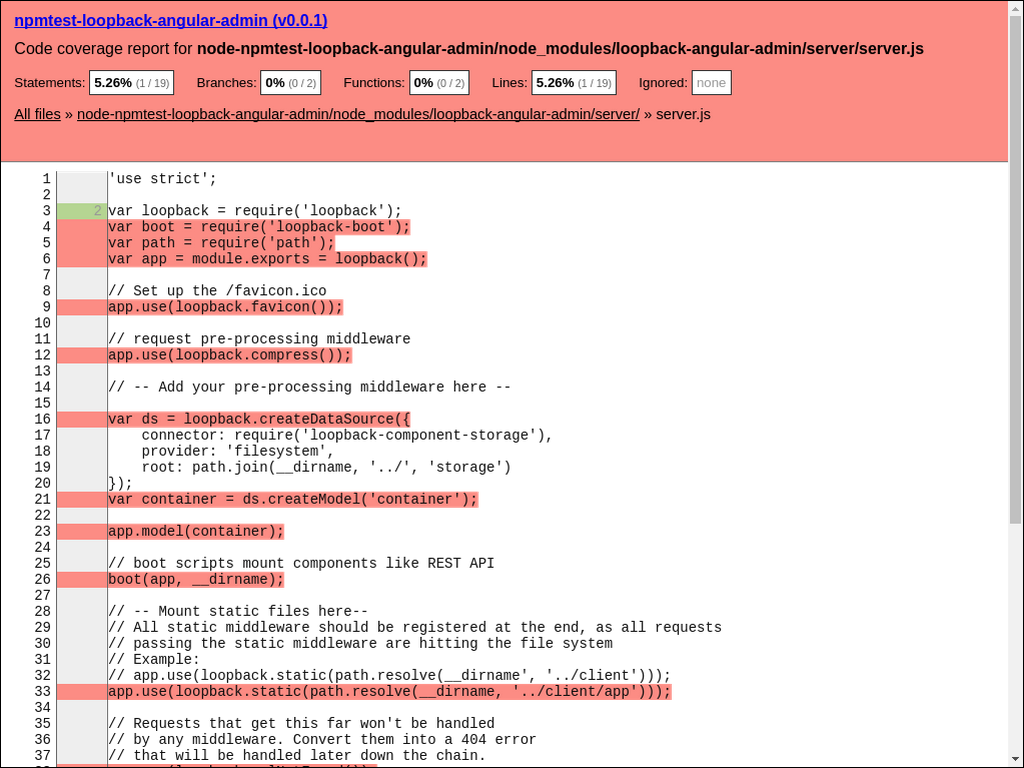 npmtest-loopback-angular-admin (v0.0.1)
Code coverage report for node-npmtest-loopback-angular-admin/node_modules/loopback-angular-admin/server/server.js
Statements: 5.26% (1 / 19) Branches: 0% (0 / 2) Functions: 0% (0 / 2) Lines: 5.26% (1 / 19) Ignored: none
All files » node-npmtest-loopback-angular-admin/node_modules/loopback-angular-admin/server/ » server.js
1 'use strict';
2
3 2 var loopback = require('loopback');
4 var boot = require('loopback-boot');
5 var path = require('path');
6 var app = module.exports = loopback();
7
8 // Set up the /favicon.ico
9 app.use(loopback.favicon());
10
11 // request pre-processing middleware
12 app.use(loopback.compress());
13
14 // -- Add your pre-processing middleware here --
15
16 var ds = loopback.createDataSource({
17     connector: require('loopback-component-storage'),
18     provider: 'filesystem',
19     root: path.join(__dirname, '../', 'storage')
20 });
21 var container = ds.createModel('container');
22
23 app.model(container);
24
25 // boot scripts mount components like REST API
26 boot(app, __dirname);
27
28 // -- Mount static files here--
29 // All static middleware should be registered at the end, as all requests
30 // passing the static middleware are hitting the file system
31 // Example:
32 // app.use(loopback.static(path.resolve(__dirname', '../client')));
33 app.use(loopback.static(path.resolve(__dirname, '../client/app')));
34
35 // Requests that get this far won't be handled
36 // by any middleware. Convert them into a 404 error
37 // that will be handled later down the chain.